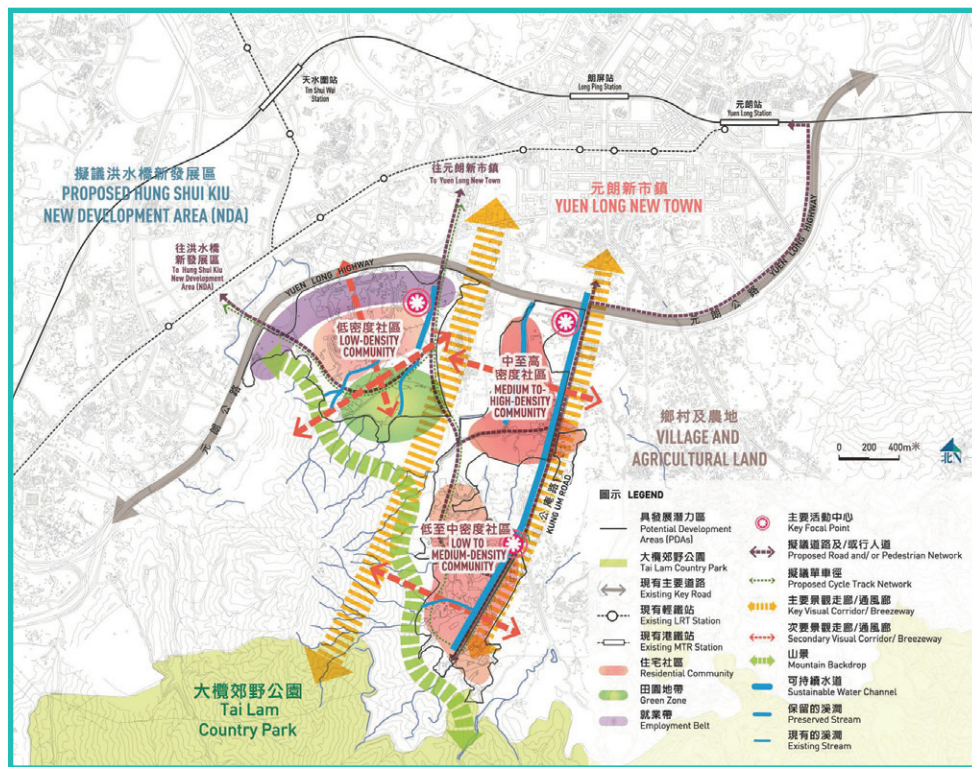 天水圍站
Tin Shui Wai
Station
朗屏站
Long Ping Station
元朗站
Yuen Long Station
擬議洪水橋新發展區
PROPOSED HUNG SHUI KIU
NEW DEVELOPMENT AREA (NDA)
往元朗新市鎮
To Yuen Long New Town
元朗新市鎮
YUEN LONG NEW TOWN
往洪水橋
新發展區
To Hung Shui Kiu
New Development
Area (NDA)
YUEN LONG HIGHWAY
YUEN LONG HIGHWAY
元朗公路
元朗公路
低密度社區
LOW-DENSITY
COMMUNITY
中至高
密度社區
MEDIUM TO-
HIGH-DENSITY
COMMUNITY
鄉村及農地
VILLAGE AND
AGRICULTURAL LAND
0 200 400m米
北
公庵路
KUNG UM ROAD
低至中密度社區
LOW TO
MEDIUM-DENSITY
COMMUNITY
大欖郊野公園
Tai Lam
Country Park
圖示 LEGEND
具發展潛力區
Potential Development
Areas (PDAs)
大欖郊野公園
Tai Lam Country Park
現有主要道路
Existing Key Road
現有輕鐵站
Existing LRT Station
現有港鐵站
Existing MTR Station
住宅社區
Residential Community
田園地帶
Green Zone
就業帶
Employment Belt
主要活動中心
Key Focal Point
擬議道路及/或行人道
Proposed Road and/ or Pedestrian Network
擬議單車徑
Proposed Cycle Track Network
主要景觀走廊/通風廊
Key Visual Corridor/ Breezeway
次要景觀走廊/通風廊
Secondary Visual Corridor/ Breezeway
山景
Mountain Backdrop
可持續水道
Sustainable Water Channel
保留的溪澗
Preserved Stream
現有的溪澗
Existing Stream